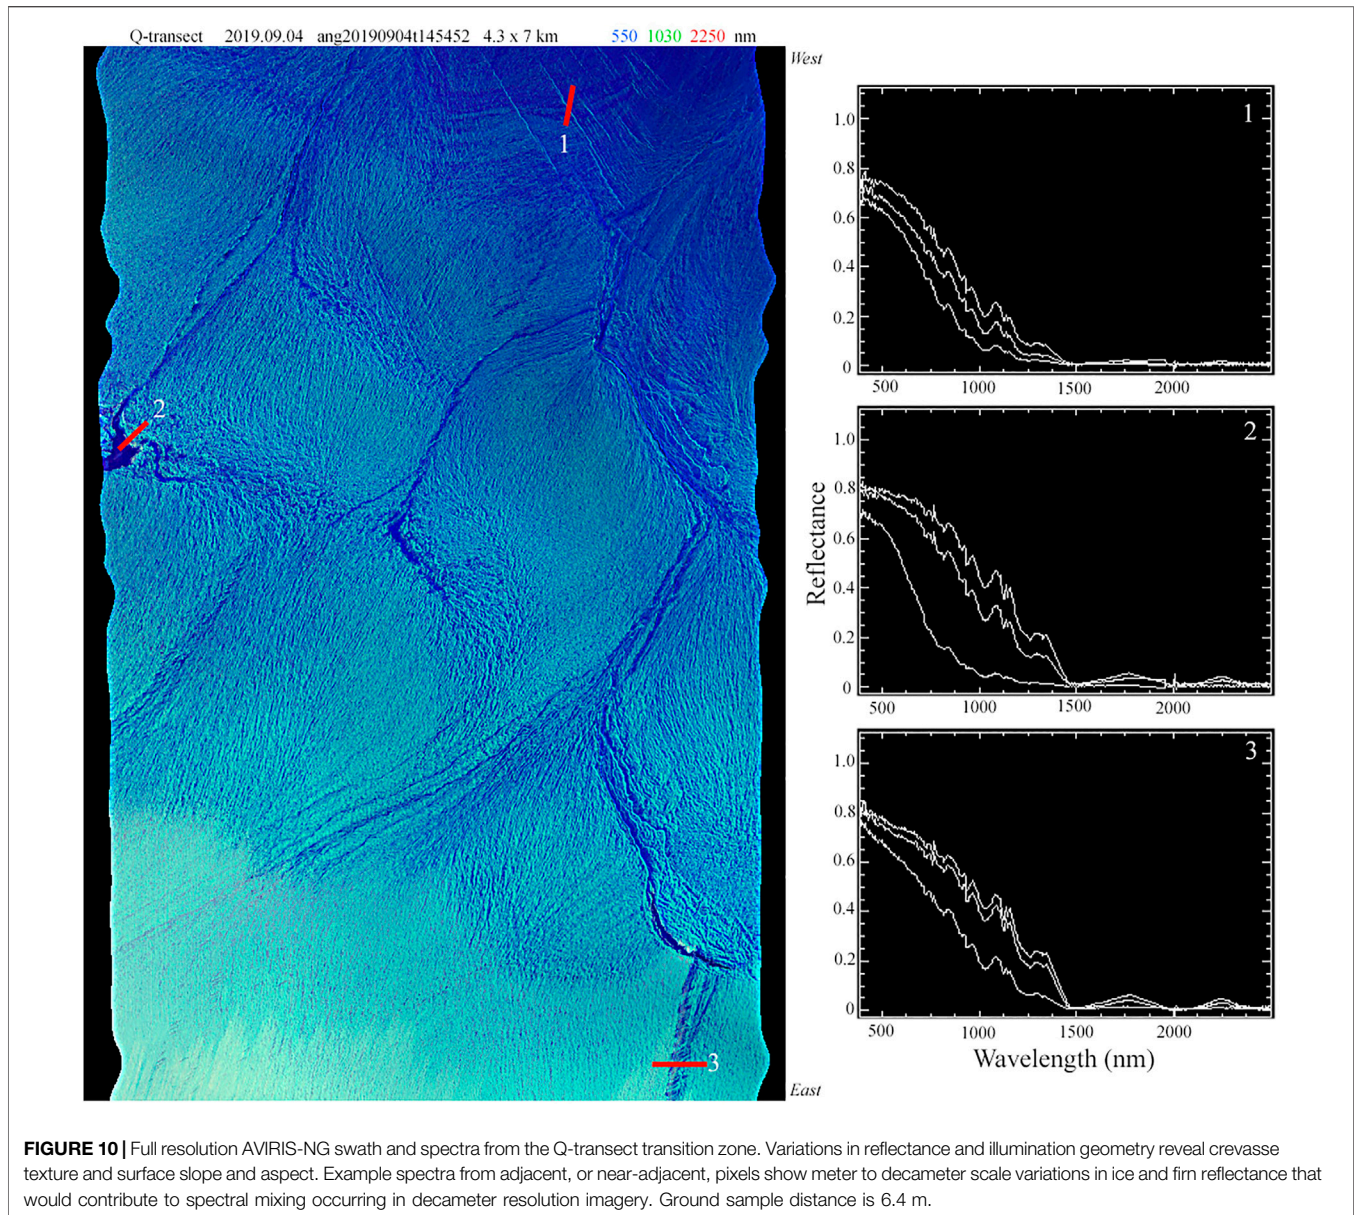 Q-transect 2019.09.04 ang20190904t145452 4.3 x 7 km 550 1030 2250 nm
West
1
2
3
East
1
1.0
0.8
0.6
0.4
0.2
0
500 1000 1500 2000
2
1.0
0.8
0.6
0.4
0.2
0
500 1000 1500 2000
Reflectance
3
1.0
0.8
0.6
0.4
0.2
0
500 1000 1500 2000
Wavelength (nm)
FIGURE 10 | Full resolution AVIRIS-NG swath and spectra from the Q-transect transition zone. Variations in reflectance and illumination geometry reveal crevasse
texture and surface slope and aspect. Example spectra from adjacent, or near-adjacent, pixels show meter to decameter scale variations in ice and firn reflectance that
would contribute to spectral mixing occurring in decameter resolution imagery. Ground sample distance is 6.4 m.